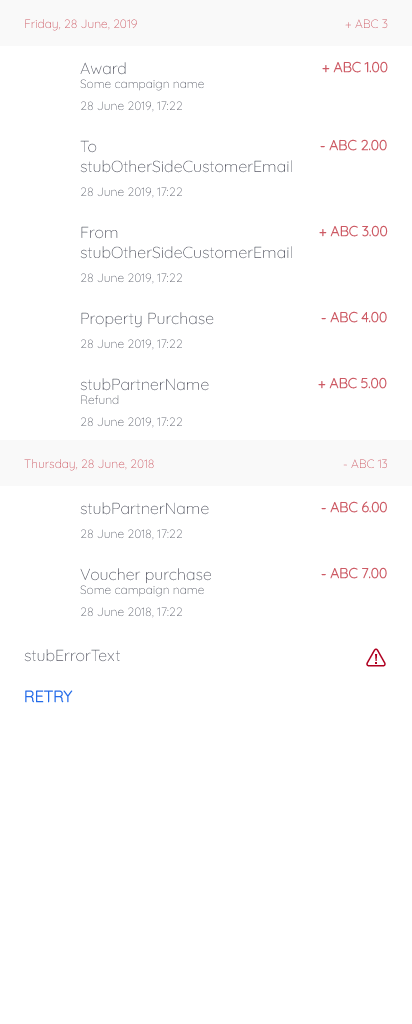 Friday, 28 June, 2019 + ABC 3
Award + ABC 1.00
Some campaign name
28 June 2019, 17:22
To - ABC 2.00
stubOtherSideCustomerEmail
28 June 2019, 17:22
From + ABC 3.00
stubOtherSideCustomerEmail
28 June 2019, 17:22
Property Purchase - ABC 4.00
28 June 2019, 17:22
stubPartnerName + ABC 5.00
Refund
28 June 2019, 17:22
Thursday, 28 June, 2018 - ABC 13
stubPartnerName - ABC 6.00
28 June 2018, 17:22
Voucher purchase - ABC 7.00
Some campaign name
28 June 2018, 17:22
stubErrorText
RETRY